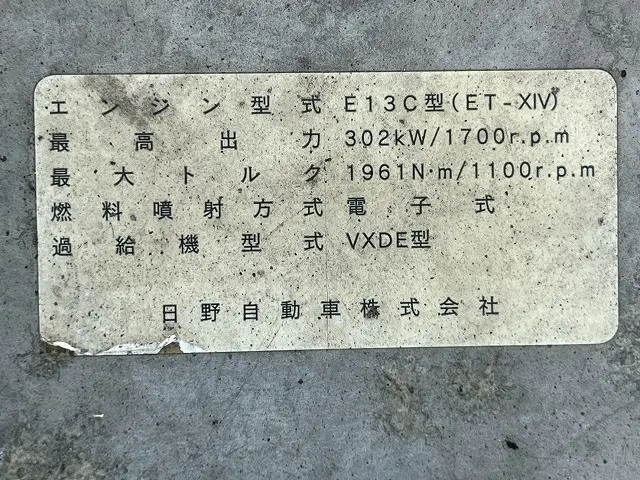 エンジン型式 E13C型(ET-XIV)
最高出力 302kW/1700r.p.m
最大トルク 1961N·m/1100r.p.m
燃料噴射方式 電子式
過給機型式 VXDE型
日野自動車株式会社